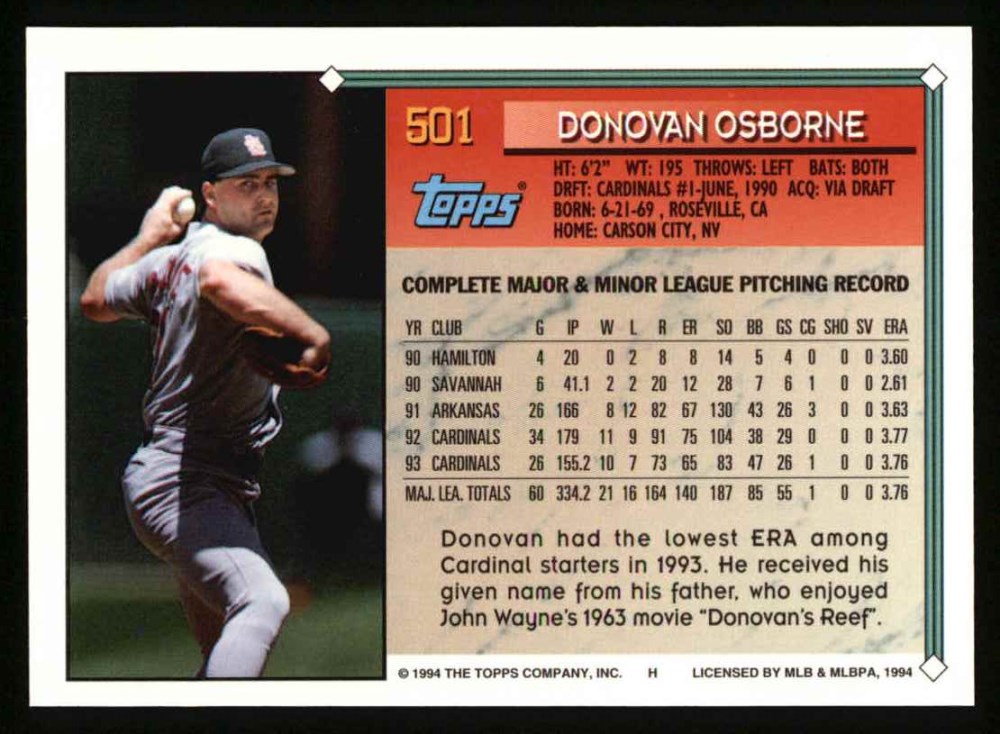 501 DONOVAN OSBORNE
Topps®
HT: 6'2" WT: 195 THROWS: LEFT BATS: BOTH
DRFT: CARDINALS #1-JUNE, 1990 ACQ: VIA DRAFT
BORN: 6-21-69 , ROSEVILLE, CA
HOME: CARSON CITY, NV
COMPLETE MAJOR & MINOR LEAGUE PITCHING RECORD
YR CLUB G IP W L R ER SO BB GS CG SHO SV ERA
90 HAMILTON 4 20 0 2 8 8 14 5 4 0 0 0 3.60
90 SAVANNAH 6 41.1 2 2 20 12 28 7 6 1 0 0 2.61
91 ARKANSAS 26 166 8 12 82 67 130 43 26 3 0 0 3.63
92 CARDINALS 34 179 11 9 91 75 104 38 29 0 0 0 3.77
93 CARDINALS 26 155.2 10 7 73 65 83 47 26 1 0 0 3.76
MAJ. LEA. TOTALS 60 334.2 21 16 164 140 187 85 55 1 0 0 3.76
Donovan had the lowest ERA among
Cardinal starters in 1993. He received his
given name from his father, who enjoyed
John Wayne's 1963 movie "Donovan's Reef".
© 1994 THE TOPPS COMPANY, INC. H LICENSED BY MLB & MLBPA, 1994